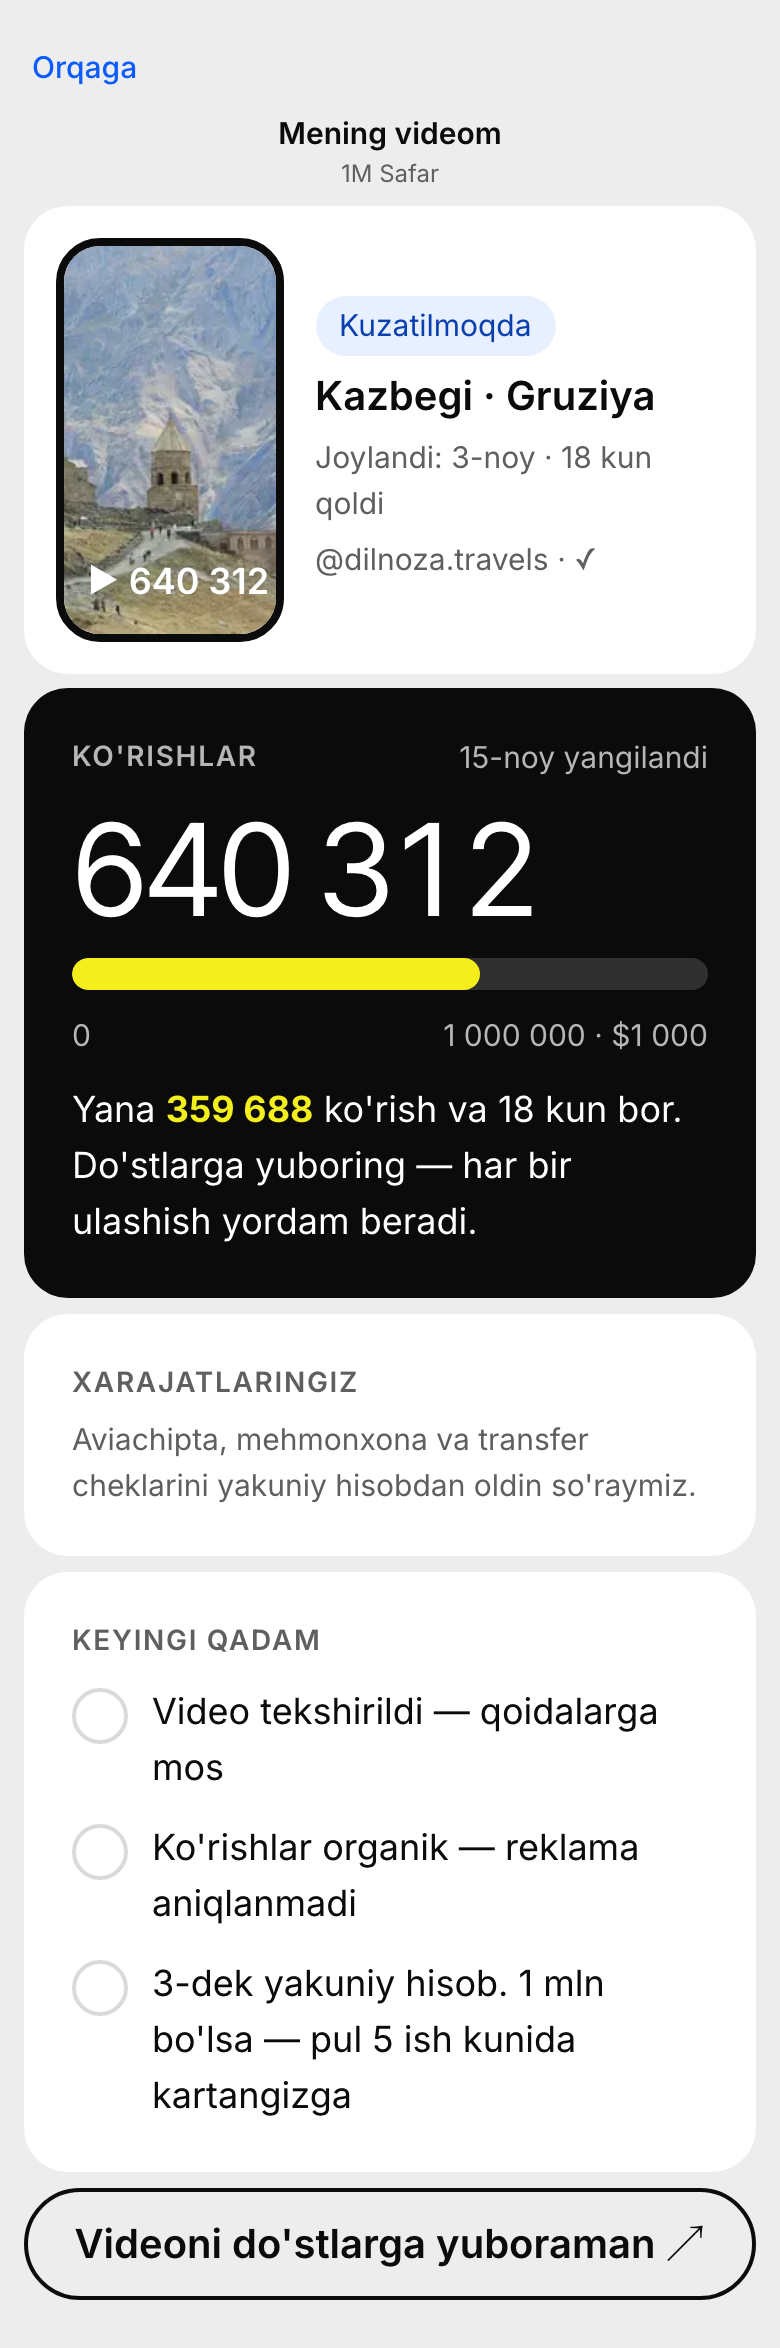 Orqaga
Mening videom
1M Safar
▶ 640 312
Kuzatilmoqda
Kazbegi · Gruziya
Joylandi: 3-noy · 18 kun
qoldi
@dilnoza.travels · ✓
KO'RISHLAR
15-noy yangilandi
640 312
0
1 000 000 · $1 000
Yana 359 688 ko'rish va 18 kun bor.
Do'stlarga yuboring — har bir
ulashish yordam beradi.
XARAJATLARINGIZ
Aviachipta, mehmonxona va transfer
cheklarini yakuniy hisobdan oldin so'raymiz.
KEYINGI QADAM
Video tekshirildi — qoidalarga
mos
Ko'rishlar organik — reklama
aniqlanmadi
3-dek yakuniy hisob. 1 mln
bo'lsa — pul 5 ish kunida
kartangizga
Videoni do'stlarga yuboraman ↗